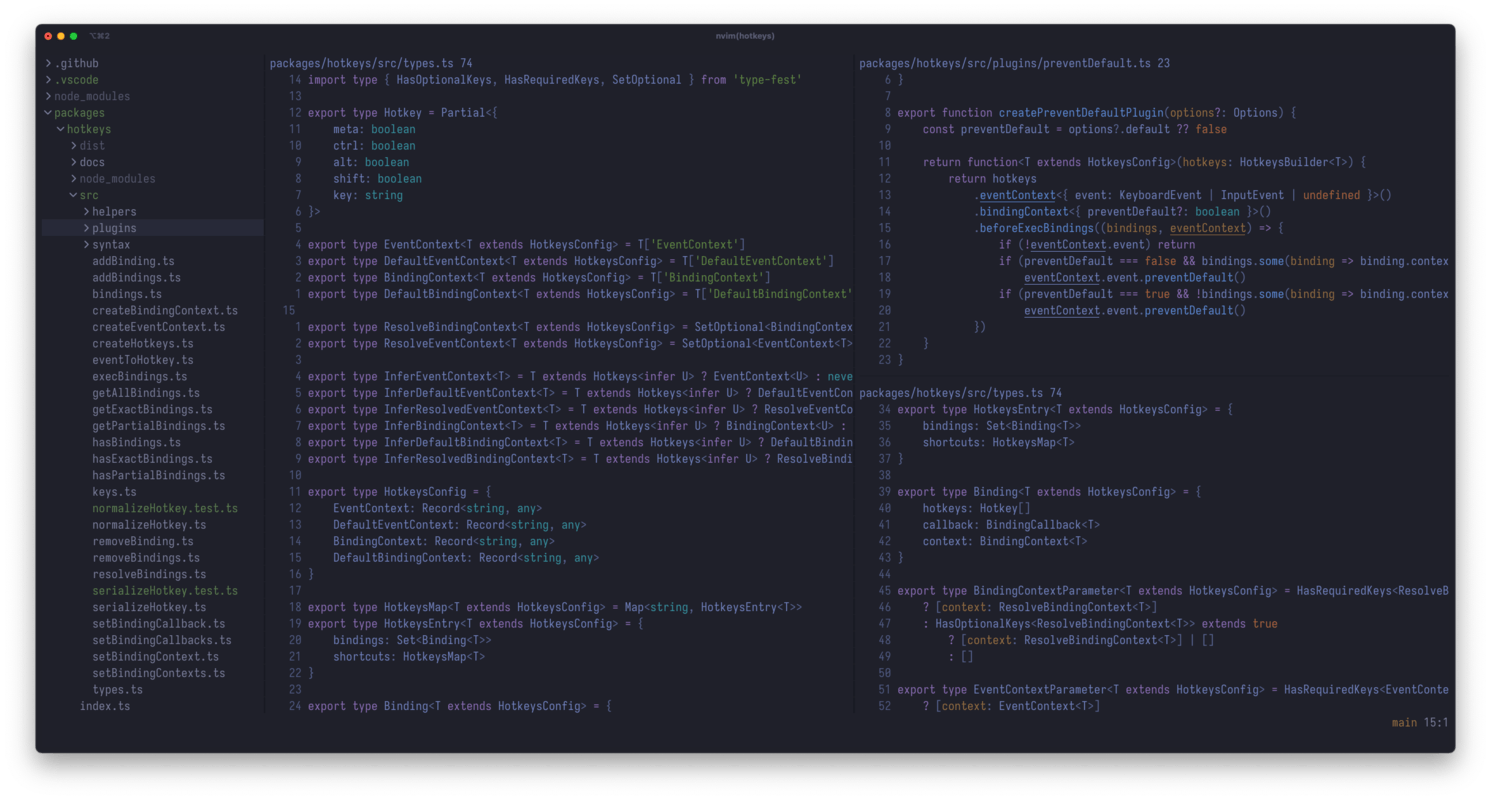 ⌥⌘2
nvim(hotkeys)
.github
.vscode
node_modules
packages
hotkeys
dist
docs
node_modules
src
helpers
plugins
syntax
addBinding.ts
addBindings.ts
bindings.ts
createBindingContext.ts
createEventContext.ts
createHotkeys.ts
eventToHotkey.ts
execBindings.ts
getAllBindings.ts
getExactBindings.ts
getPartialBindings.ts
hasBindings.ts
hasExactBindings.ts
hasPartialBindings.ts
keys.ts
normalizeHotkey.test.ts
normalizeHotkey.ts
removeBinding.ts
removeBindings.ts
resolveBindings.ts
serializeHotkey.test.ts
serializeHotkey.ts
setBindingCallback.ts
setBindingCallbacks.ts
setBindingContext.ts
setBindingContexts.ts
types.ts
index.ts
packages/hotkeys/src/types.ts 74
14 import type { HasOptionalKeys, HasRequiredKeys, SetOptional } from 'type-fest'
13
12 export type Hotkey = Partial<{
11     meta: boolean
10     ctrl: boolean
9     alt: boolean
8     shift: boolean
7     key: string
6 }>
5
4 export type EventContext<T extends HotkeysConfig> = T['EventContext']
3 export type DefaultEventContext<T extends HotkeysConfig> = T['DefaultEventContext']
2 export type BindingContext<T extends HotkeysConfig> = T['BindingContext']
1 export type DefaultBindingContext<T extends HotkeysConfig> = T['DefaultBindingContext'
15
1 export type ResolveBindingContext<T extends HotkeysConfig> = SetOptional<BindingContex
2 export type ResolveEventContext<T extends HotkeysConfig> = SetOptional<EventContext<T>
3
4 export type InferEventContext<T> = T extends Hotkeys<infer U> ? EventContext<U> : neve
5 export type InferDefaultEventContext<T> = T extends Hotkeys<infer U> ? DefaultEventCon
6 export type InferResolvedEventContext<T> = T extends Hotkeys<infer U> ? ResolveEventCo
7 export type InferBindingContext<T> = T extends Hotkeys<infer U> ? BindingContext<U> :
8 export type InferDefaultBindingContext<T> = T extends Hotkeys<infer U> ? DefaultBindin
9 export type InferResolvedBindingContext<T> = T extends Hotkeys<infer U> ? ResolveBindi
10
11 export type HotkeysConfig = {
12     EventContext: Record<string, any>
13     DefaultEventContext: Record<string, any>
14     BindingContext: Record<string, any>
15     DefaultBindingContext: Record<string, any>
16 }
17
18 export type HotkeysMap<T extends HotkeysConfig> = Map<string, HotkeysEntry<T>>
19 export type HotkeysEntry<T extends HotkeysConfig> = {
20     bindings: Set<Binding<T>>
21     shortcuts: HotkeysMap<T>
22 }
23
24 export type Binding<T extends HotkeysConfig> = {
packages/hotkeys/src/plugins/preventDefault.ts 23
6 }
7
8 export function createPreventDefaultPlugin(options?: Options) {
9     const preventDefault = options?.default ?? false
10
11     return function<T extends HotkeysConfig>(hotkeys: HotkeysBuilder<T>) {
12         return hotkeys
13             .eventContext<{ event: KeyboardEvent | InputEvent | undefined }>()
14             .bindingContext<{ preventDefault?: boolean }>()
15             .beforeExecBindings((bindings, eventContext) => {
16                 if (!eventContext.event) return
17                 if (preventDefault === false && bindings.some(binding => binding.contex
18                     eventContext.event.preventDefault()
19                 if (preventDefault === true && !bindings.some(binding => binding.contex
20                     eventContext.event.preventDefault()
21             })
22     }
23 }
packages/hotkeys/src/types.ts 74
34 export type HotkeysEntry<T extends HotkeysConfig> = {
35     bindings: Set<Binding<T>>
36     shortcuts: HotkeysMap<T>
37 }
38
39 export type Binding<T extends HotkeysConfig> = {
40     hotkeys: Hotkey[]
41     callback: BindingCallback<T>
42     context: BindingContext<T>
43 }
44
45 export type BindingContextParameter<T extends HotkeysConfig> = HasRequiredKeys<ResolveB
46     ? [context: ResolveBindingContext<T>]
47     : HasOptionalKeys<ResolveBindingContext<T>> extends true
48         ? [context: ResolveBindingContext<T>] | []
49         : []
50
51 export type EventContextParameter<T extends HotkeysConfig> = HasRequiredKeys<EventConte
52     ? [context: EventContext<T>]
main 15:1